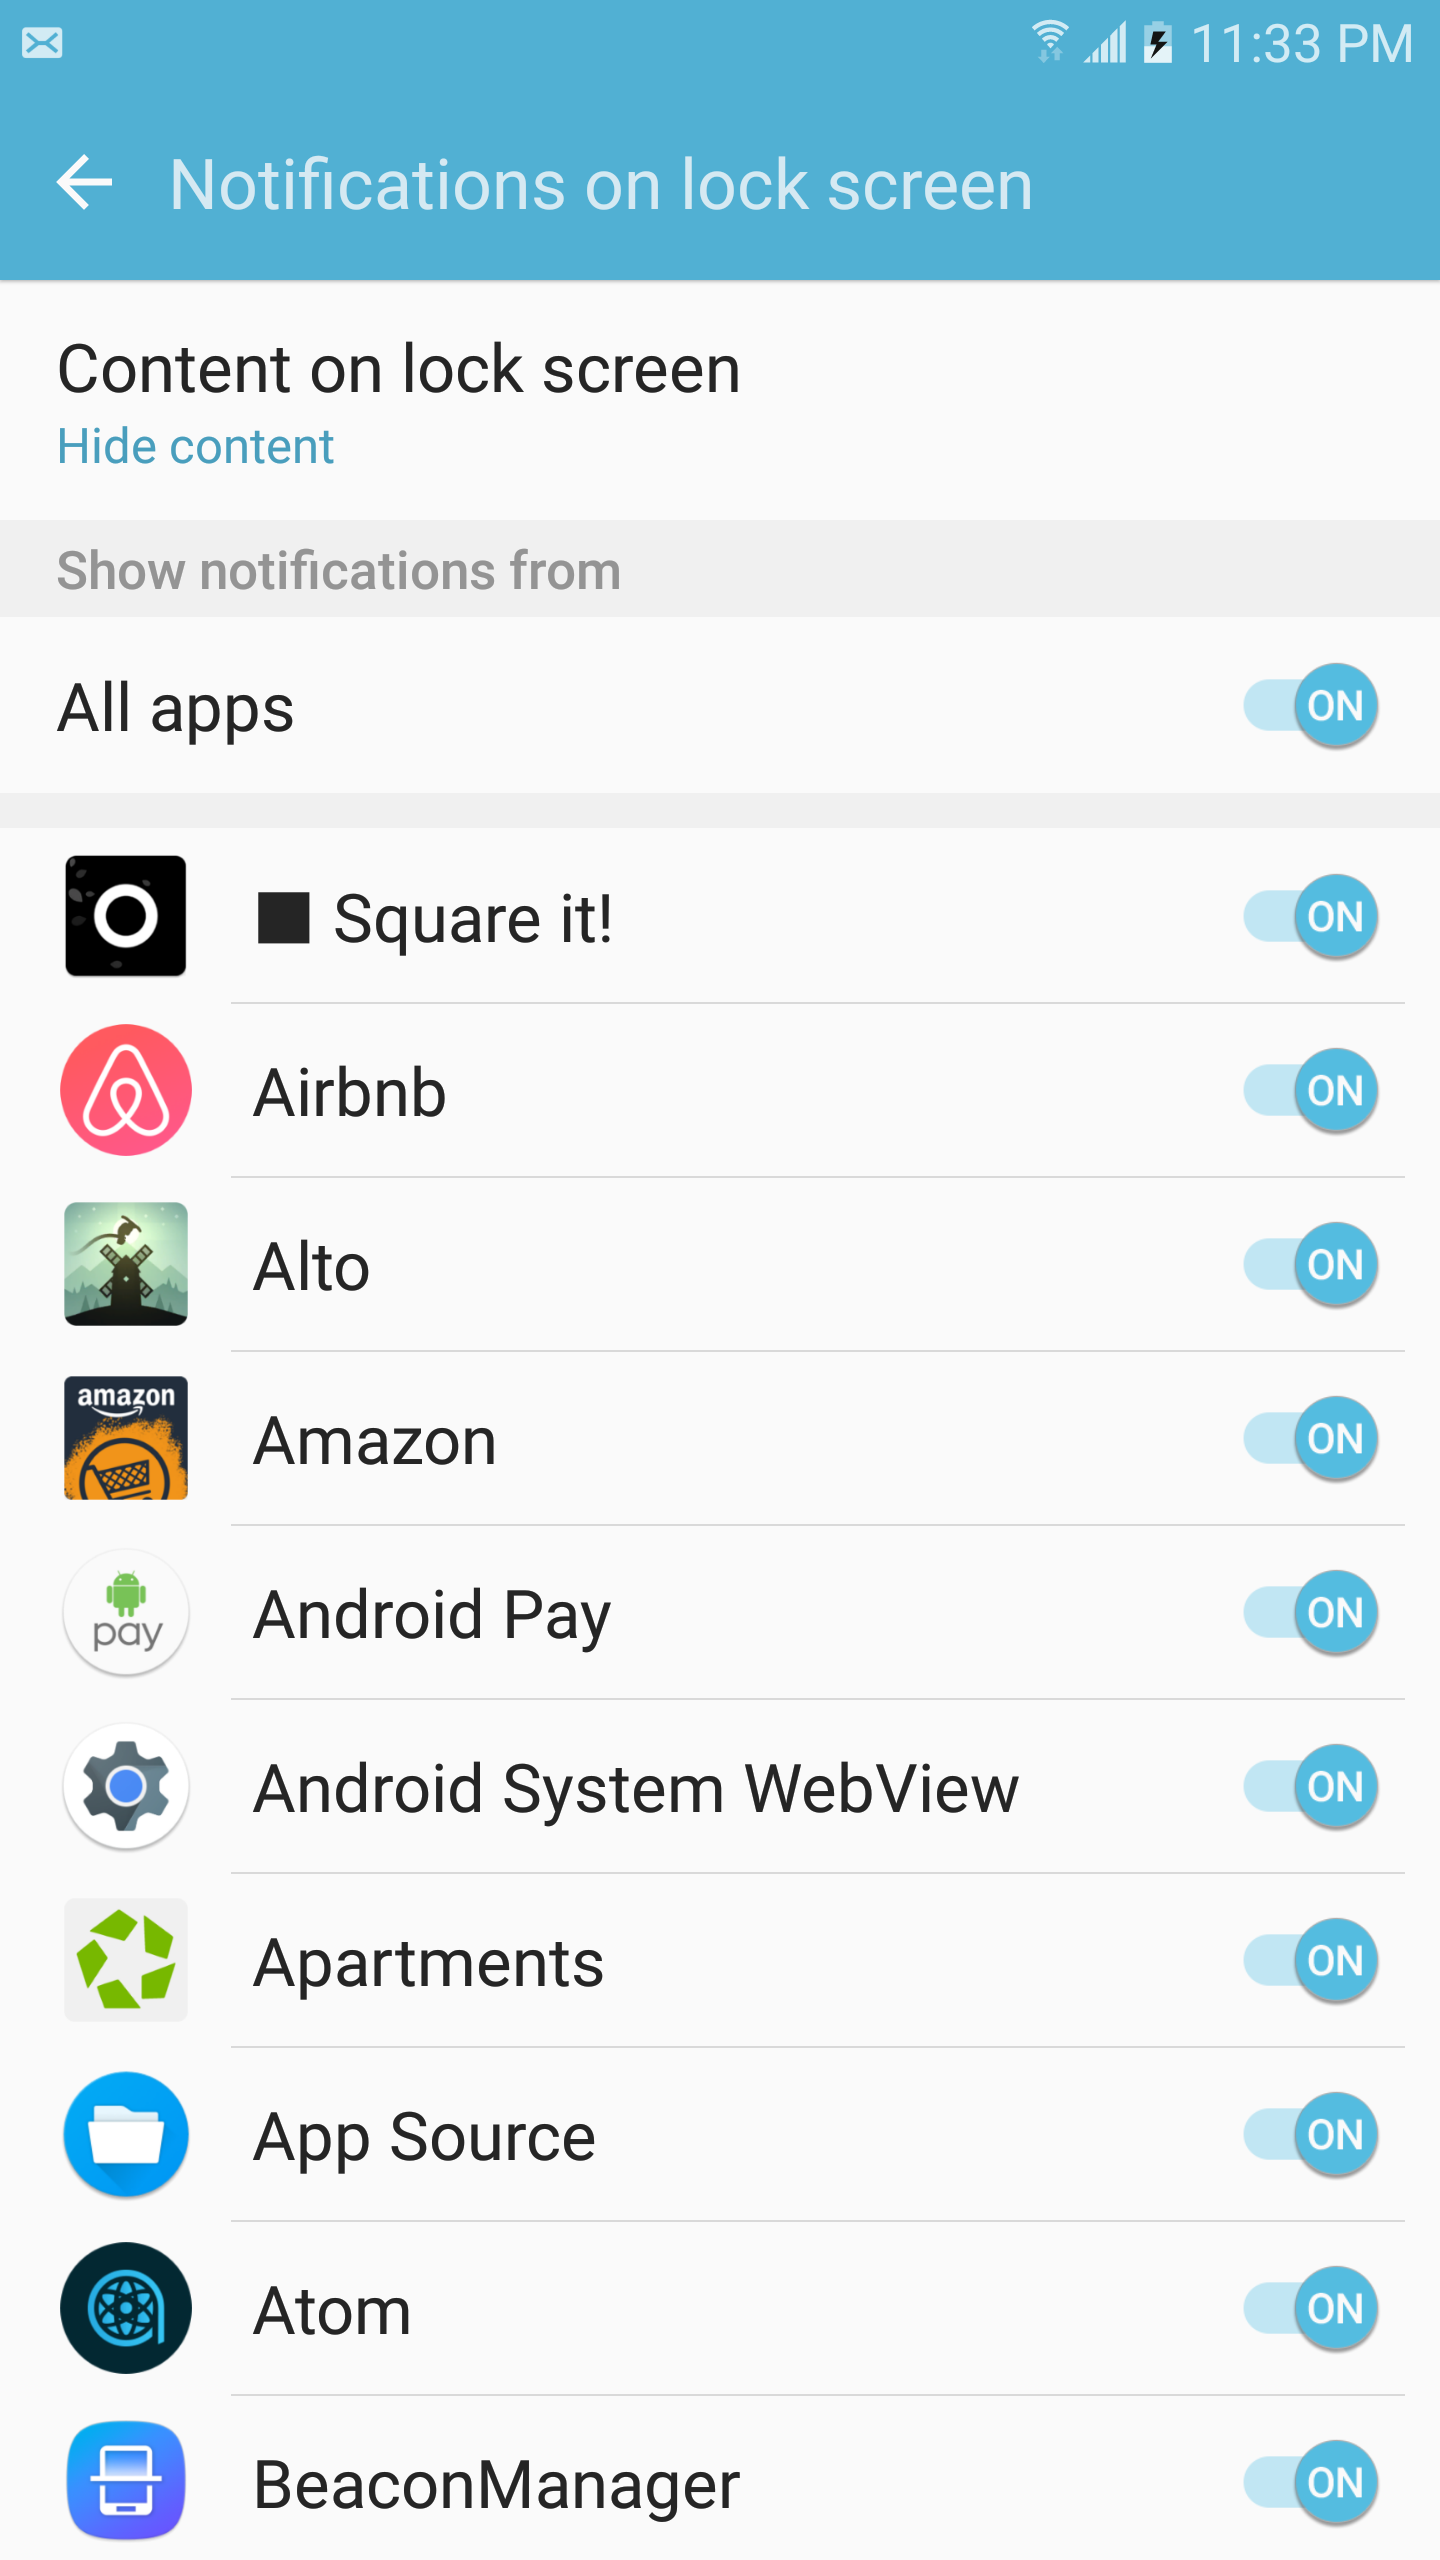 11:33 PM
Notifications on lock screen
Content on lock screen
Hide content
Show notifications from
All apps
ON
■ Square it!
ON
Airbnb
ON
Alto
ON
amazon
Amazon
ON
pay
Android Pay
ON
Android System WebView
ON
Apartments
ON
App Source
ON
Atom
ON
BeaconManager
ON